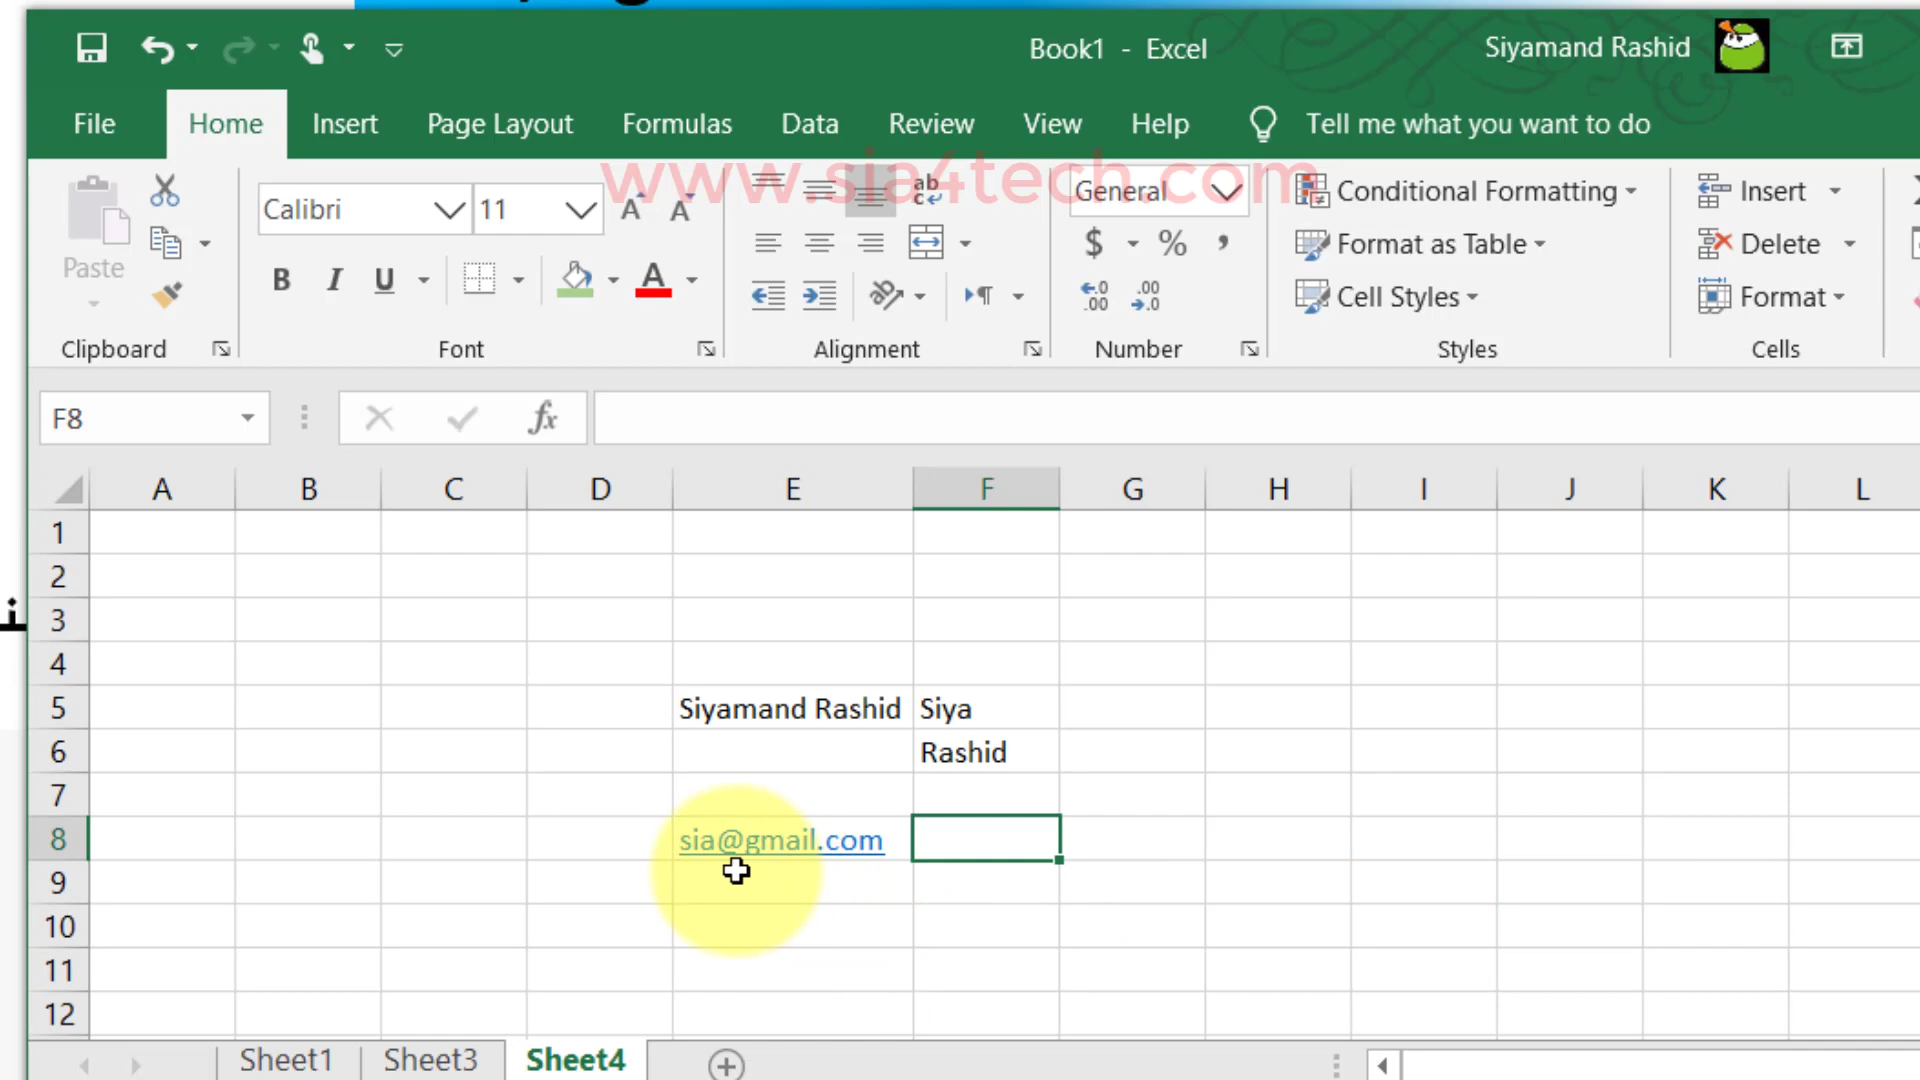 Book1 - Excel
Siyamand Rashid
File Home Insert Page Layout Formulas Data Review View Help Tell me what you want to do
www.sia4tech.com
Paste
Calibri 11
B I U
General
$ %
Conditional Formatting
Format as Table
Cell Styles
Insert
Delete
Format
Clipboard Font Alignment Number Styles Cells
F8 fx
A B C D E F G H I J K L
1
2
3
4
5 Siyamand Rashid Siya
6 Rashid
7
8 sia@gmail.com
9
10
11
12
Sheet1 Sheet3 Sheet4